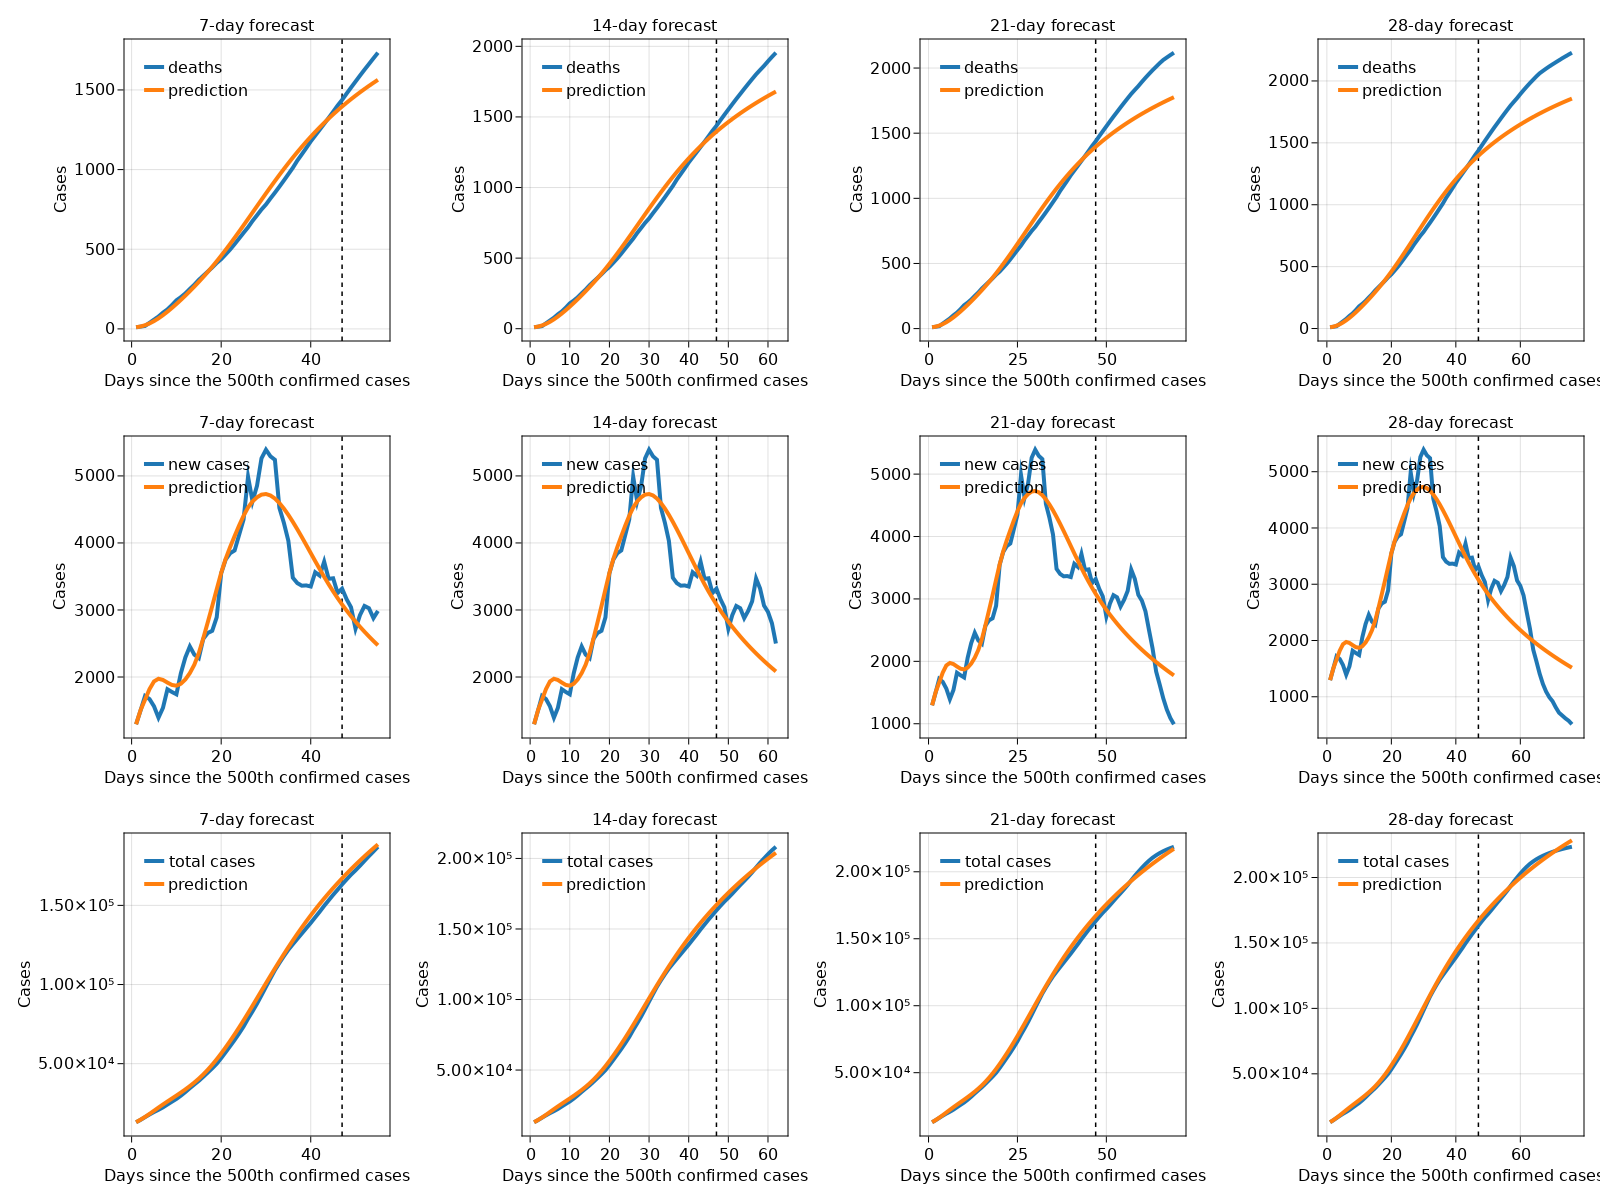 7-day forecast
14-day forecast
21-day forecast
28-day forecast
deaths
prediction
1500
1000
500
0
Cases
0 20 40
Days since the 500th confirmed cases
deaths
prediction
2000
1500
1000
500
0
Cases
0 10 20 30 40 50 60
Days since the 500th confirmed cases
deaths
prediction
2000
1500
1000
500
0
Cases
0 25 50
Days since the 500th confirmed cases
deaths
prediction
2000
1500
1000
500
0
Cases
0 20 40 60
Days since the 500th confirmed cases
7-day forecast
14-day forecast
21-day forecast
28-day forecast
new cases
prediction
5000
4000
3000
2000
Cases
0 20 40
Days since the 500th confirmed cases
new cases
prediction
5000
4000
3000
2000
Cases
0 10 20 30 40 50 60
Days since the 500th confirmed cases
new cases
prediction
5000
4000
3000
2000
1000
Cases
0 25 50
Days since the 500th confirmed cases
new cases
prediction
5000
4000
3000
2000
1000
Cases
0 20 40 60
Days since the 500th confirmed cases
7-day forecast
14-day forecast
21-day forecast
28-day forecast
total cases
prediction
1.50×10⁵
1.00×10⁵
5.00×10⁴
Cases
0 20 40
Days since the 500th confirmed cases
total cases
prediction
2.00×10⁵
1.50×10⁵
1.00×10⁵
5.00×10⁴
Cases
0 10 20 30 40 50 60
Days since the 500th confirmed cases
total cases
prediction
2.00×10⁵
1.50×10⁵
1.00×10⁵
5.00×10⁴
Cases
0 25 50
Days since the 500th confirmed cases
total cases
prediction
2.00×10⁵
1.50×10⁵
1.00×10⁵
5.00×10⁴
Cases
0 20 40 60
Days since the 500th confirmed cases